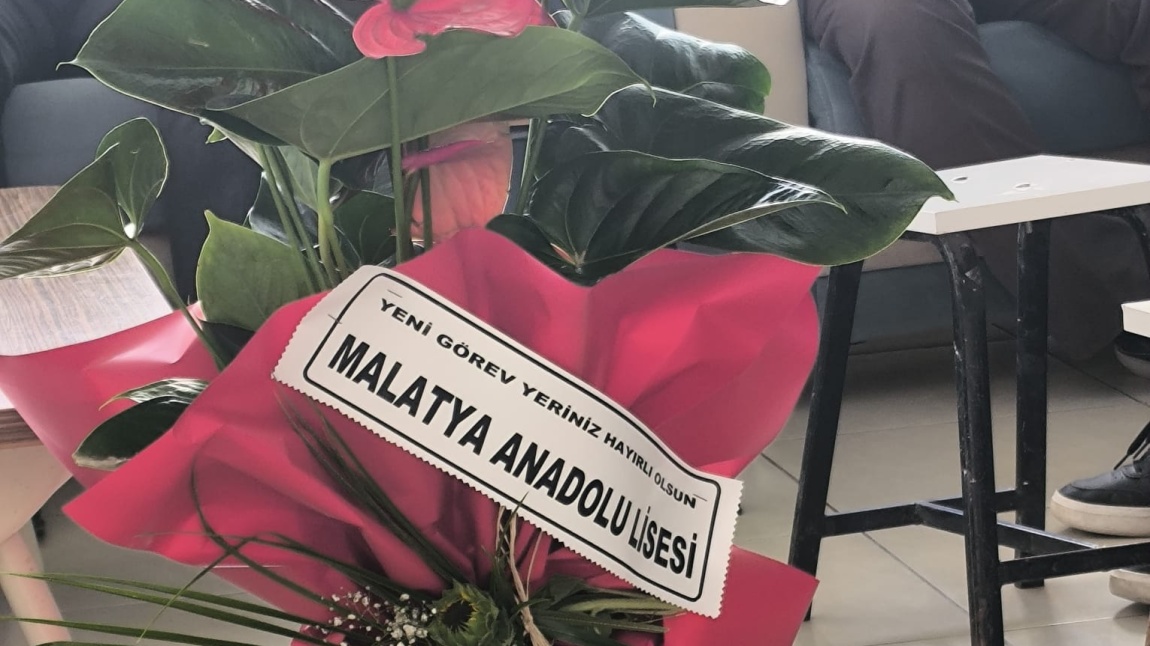 YENİ GÖREV YERİNİZ HAYIRLI OLSUN
MALATYA ANADOLU LİSESİ